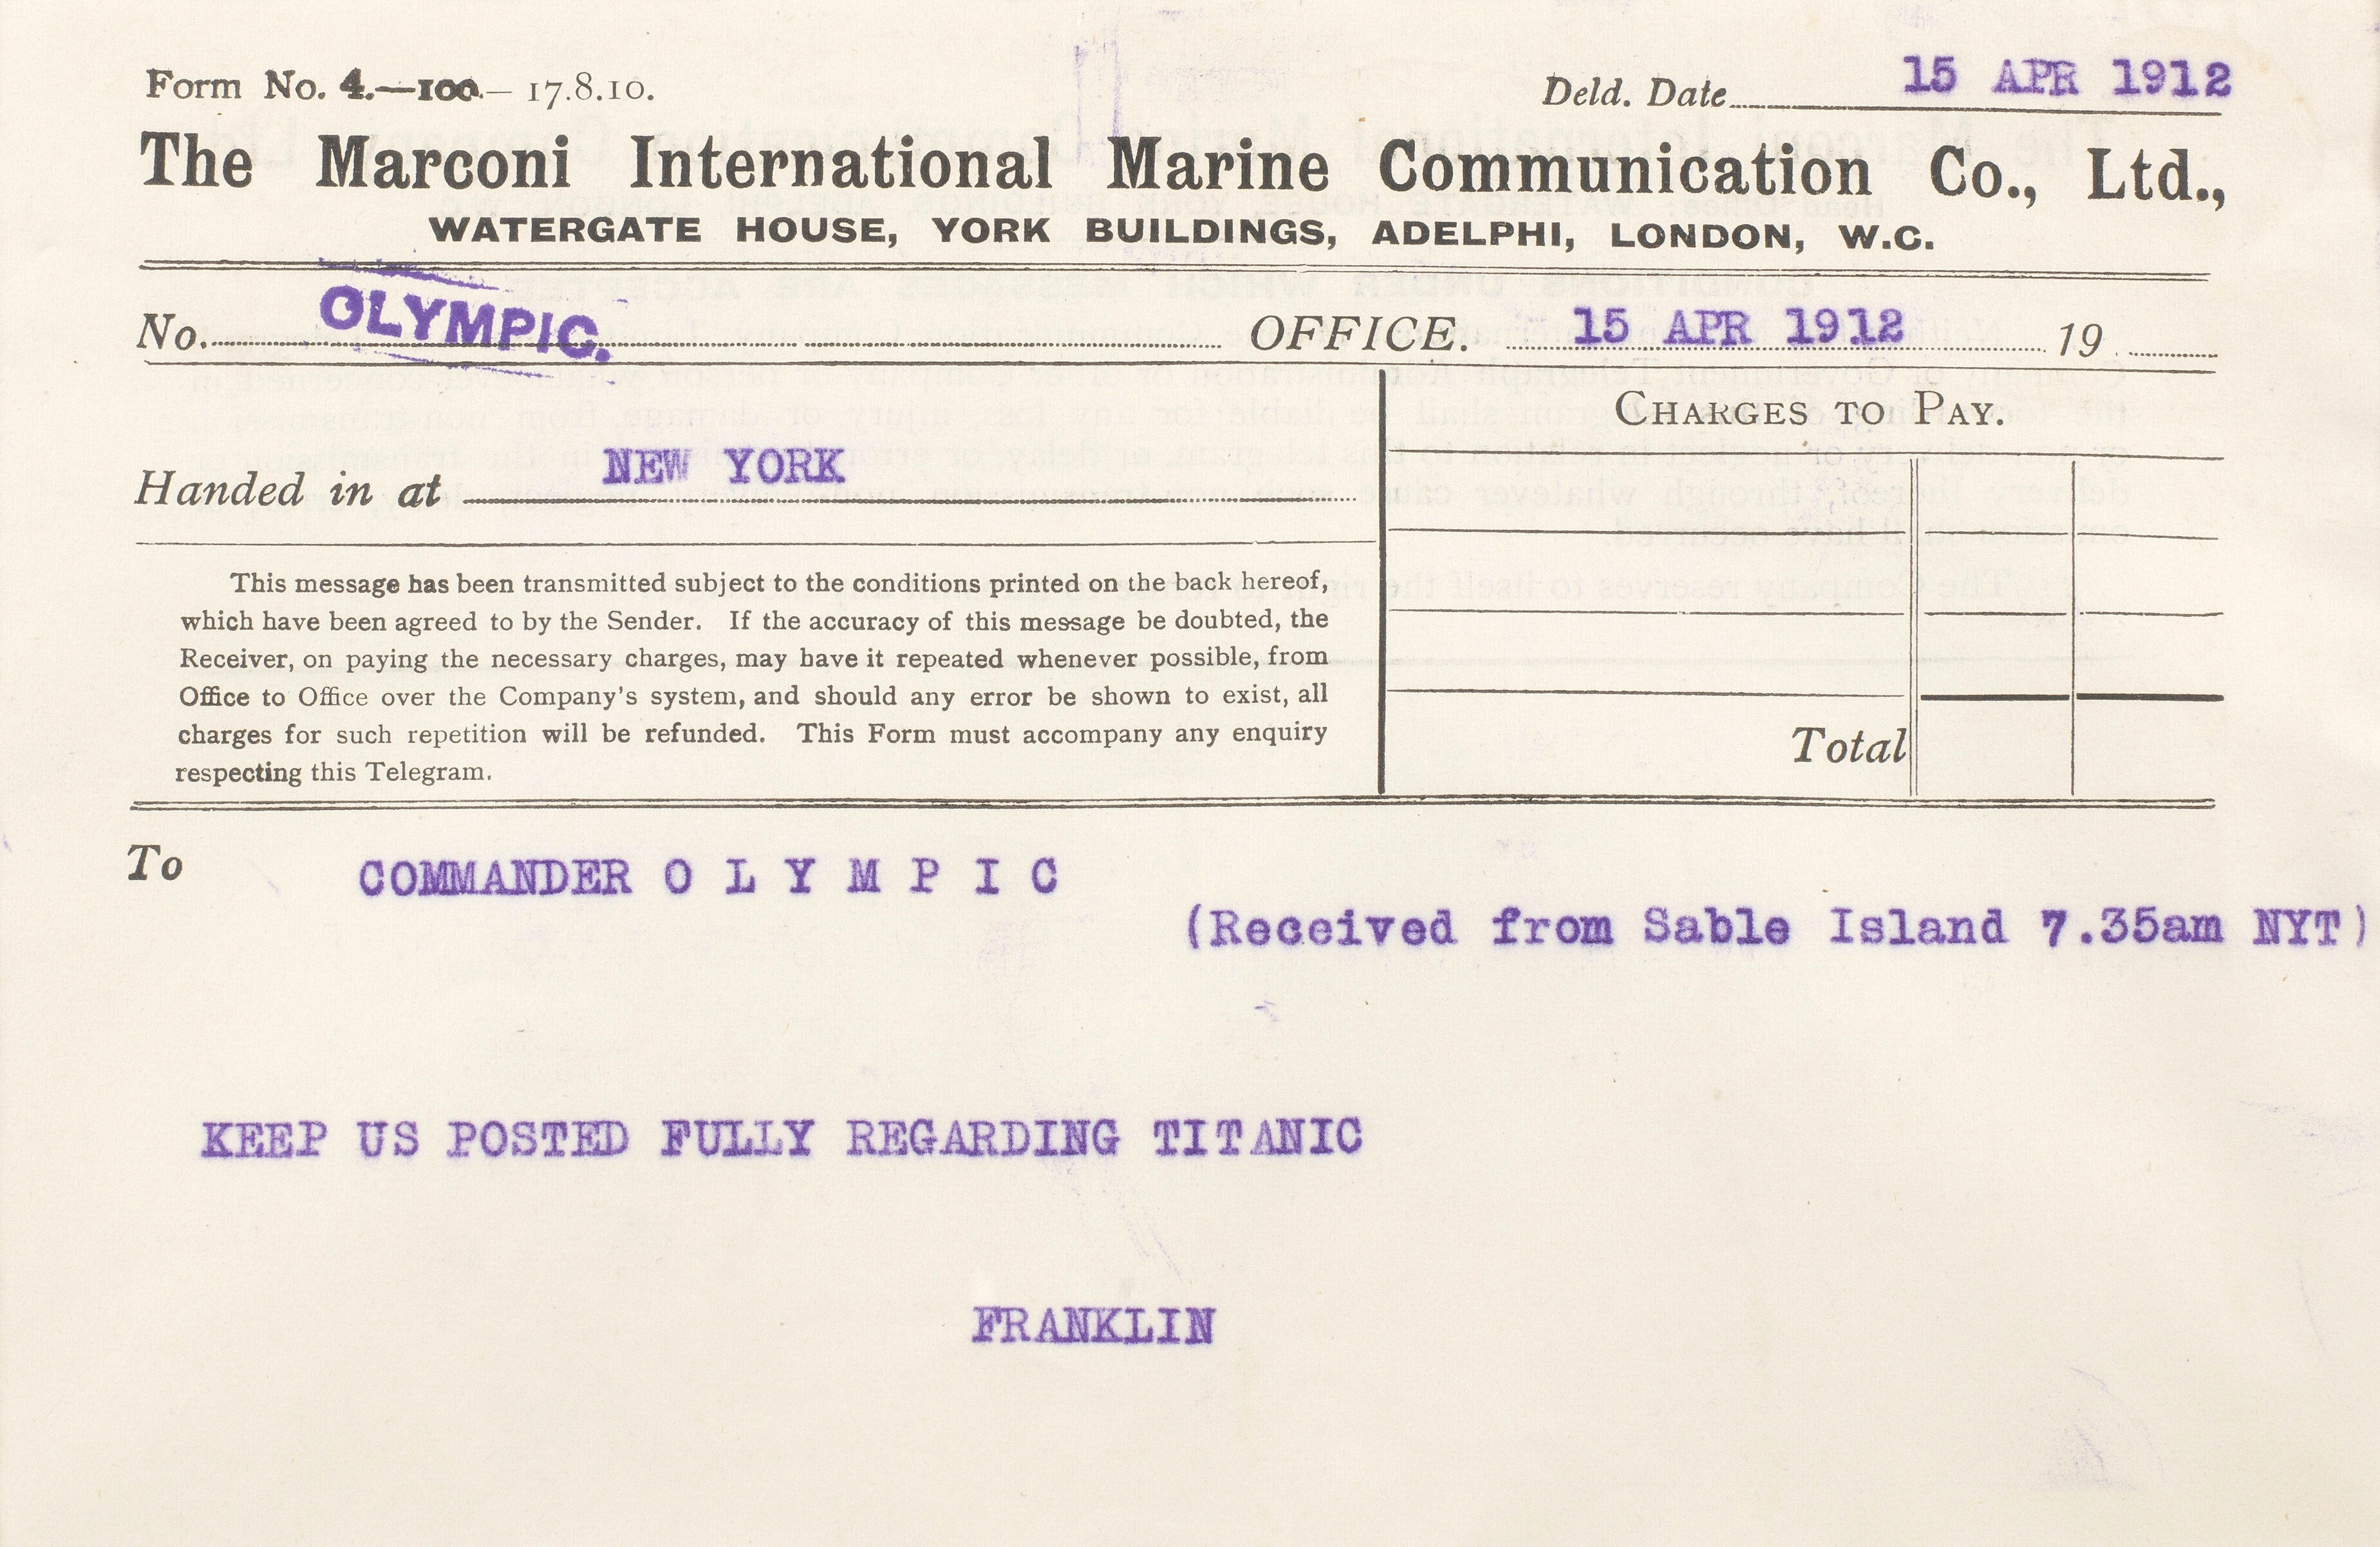 Form No. 4.—100.— 17.8.10.
Deld. Date 15 APR 1912
The Marconi International Marine Communication Co., Ltd.,
WATERGATE HOUSE, YORK BUILDINGS, ADELPHI, LONDON, W.C.
No. OLYMPIC. OFFICE. 15 APR 1912 19
CHARGES TO PAY.
Handed in at NEW YORK
This message has been transmitted subject to the conditions printed on the back hereof,
which have been agreed to by the Sender. If the accuracy of this message be doubted, the
Receiver, on paying the necessary charges, may have it repeated whenever possible, from
Office to Office over the Company's system, and should any error be shown to exist, all
charges for such repetition will be refunded. This Form must accompany any enquiry
respecting this Telegram.
Total
To COMMANDER O L Y M P I C
(Received from Sable Island 7.35am NYT)
KEEP US POSTED FULLY REGARDING TITANIC
FRANKLIN